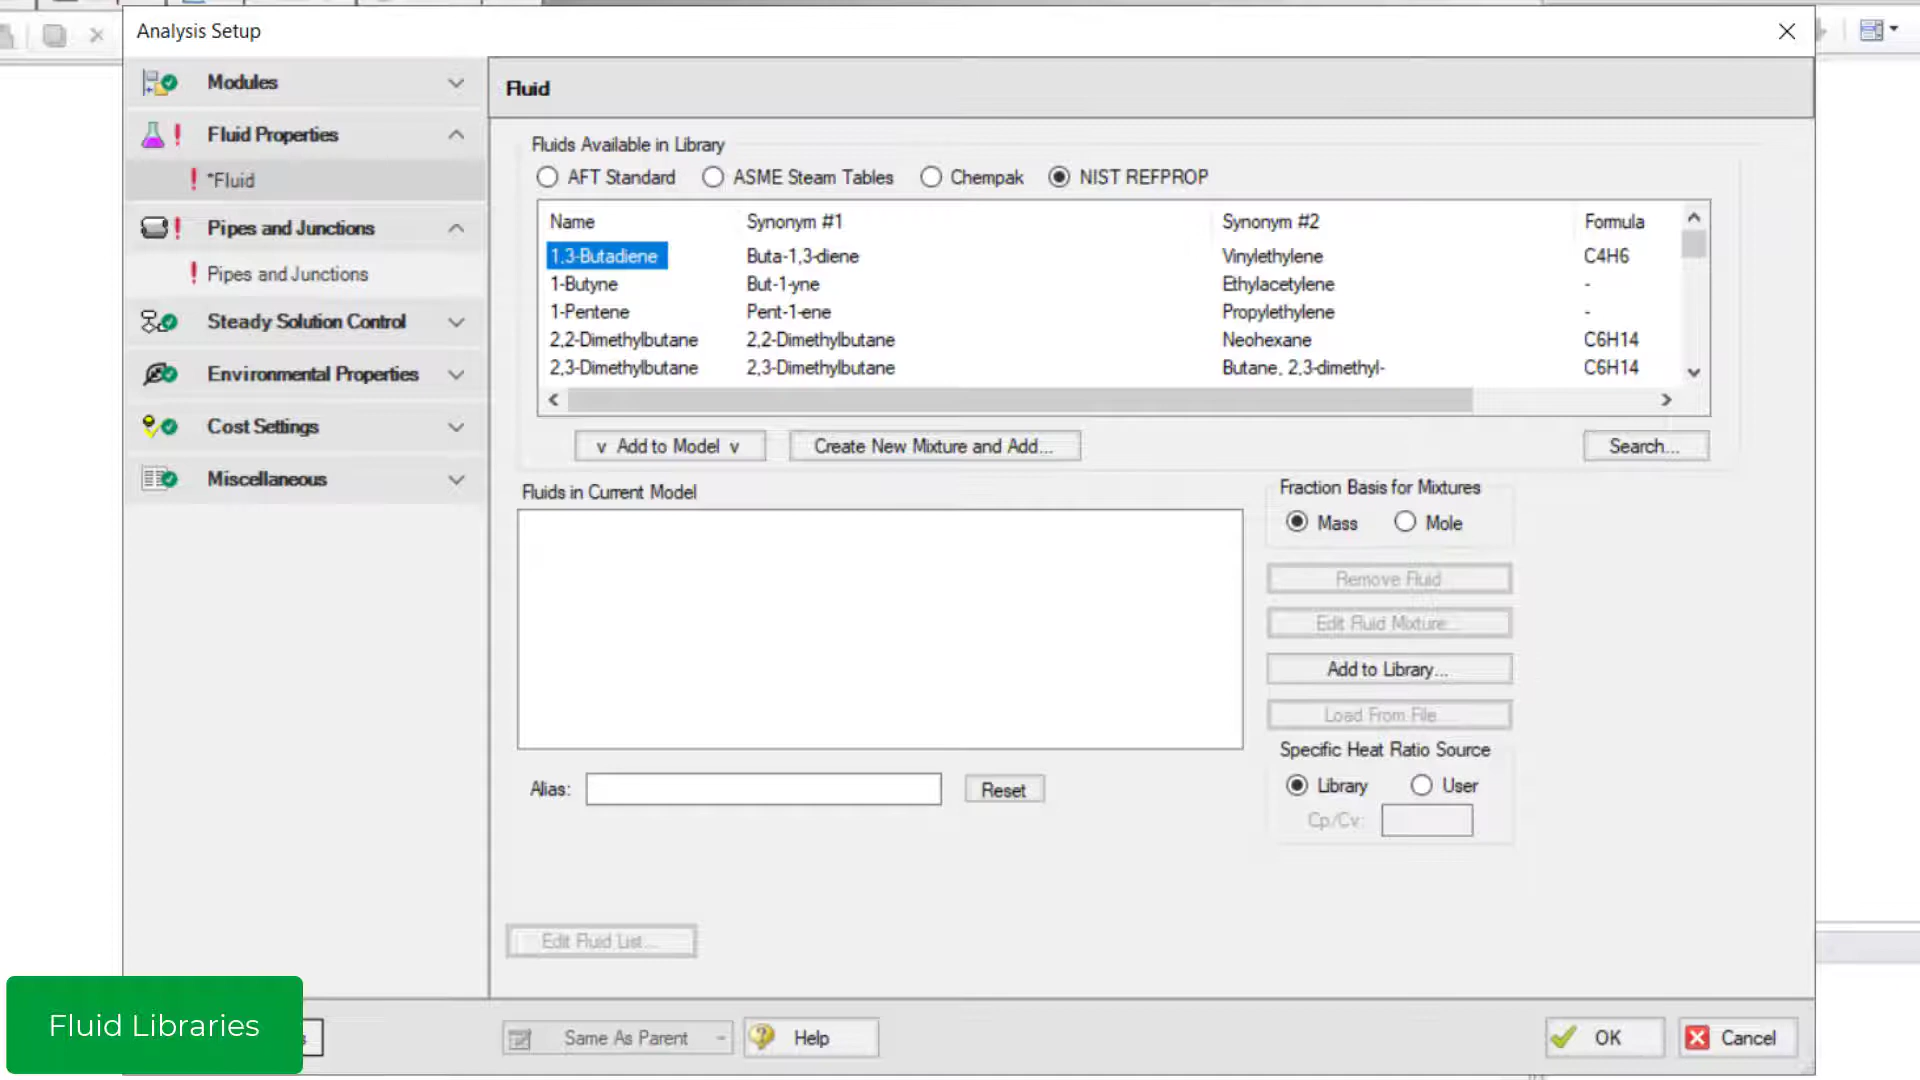 Analysis Setup
Modules
Fluid Properties
*Fluid
Pipes and Junctions
Pipes and Junctions
Steady Solution Control
Environmental Properties
Cost Settings
Miscellaneous
Fluid
Fluids Available in Library
AFT Standard ASME Steam Tables Chempak NIST REFPROP
Name Synonym #1 Synonym #2 Formula
1,3-Butadiene Buta-1,3-diene Vinylethylene C4H6
1-Butyne But-1-yne Ethylacetylene -
1-Pentene Pent-1-ene Propylethylene -
2,2-Dimethylbutane 2,2-Dimethylbutane Neohexane C6H14
2,3-Dimethylbutane 2,3-Dimethylbutane Butane, 2,3-dimethyl- C6H14
v Add to Model v Create New Mixture and Add... Search...
Fluids in Current Model
Fraction Basis for Mixtures
Mass Mole
Remove Fluid
Edit Fluid Mixture...
Add to Library...
Load From File...
Specific Heat Ratio Source
Library User
Cp/Cv:
Alias: Reset
Edit Fluid List...
Fluid Libraries
Same As Parent Help OK Cancel